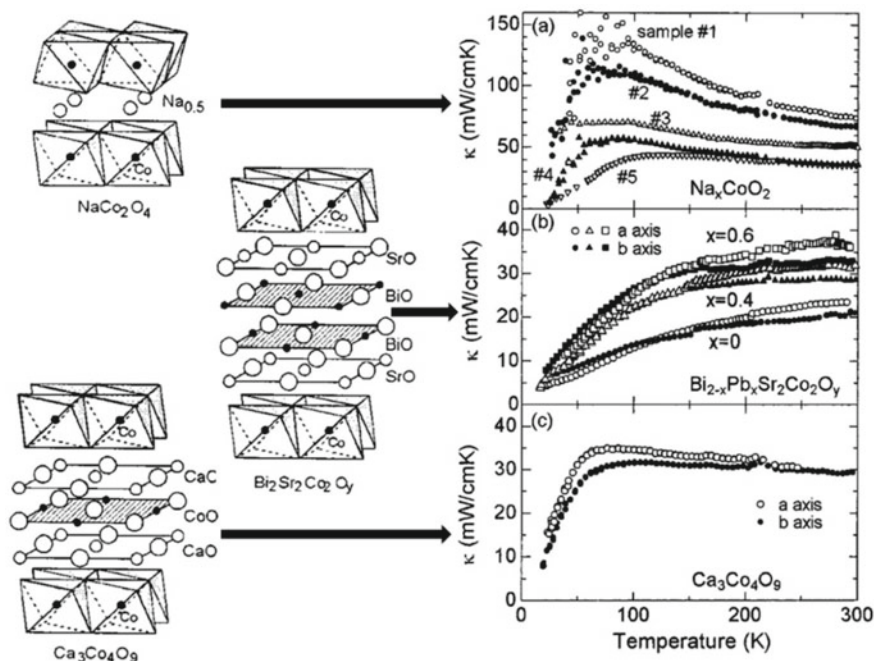 Na0.5
Co
NaCo2O4
Co
SrO
BiO
BiO
SrO
Co
Bi2Sr2Co2Oy
Co
CaO
CoO
CaO
Co
Ca3Co4O9
(a)
sample #1
#2
#3
#4
#5
NaxCoO2
κ (mW/cmK)
150
100
50
0
(b)
a axis
b axis
x=0.6
x=0.4
x=0
Bi2-xPbxSr2Co2Oy
κ (mW/cmK)
30
20
10
0
(c)
a axis
b axis
Ca3Co4O9
κ (mW/cmK)
30
20
10
0
0 100 200 300
Temperature (K)